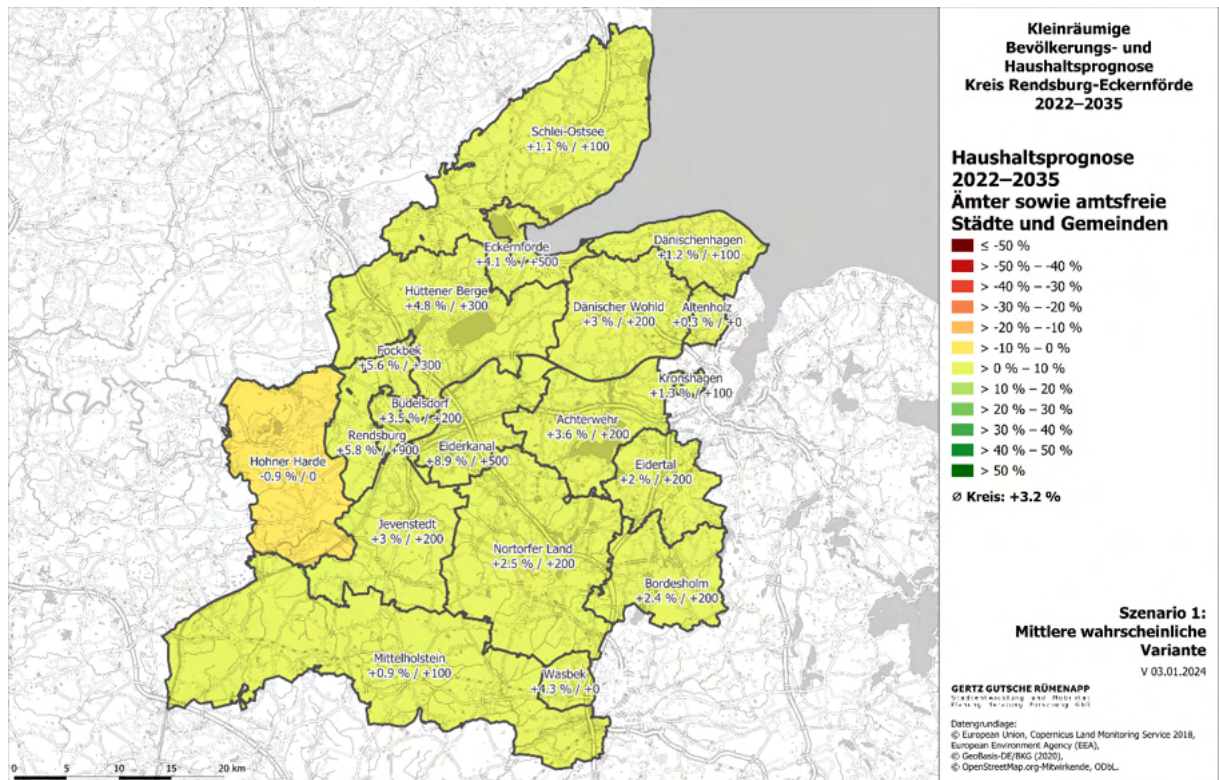 Kleinräumige
Bevölkerungs- und
Haushaltsprognose
Kreis Rendsburg-Eckernförde
2022–2035
Haushaltsprognose
2022–2035
Ämter sowie amtsfreie
Städte und Gemeinden
≤ -50 %
> -50 % – -40 %
> -40 % – -30 %
> -30 % – -20 %
> -20 % – -10 %
> -10 % – 0 %
> 0 % – 10 %
> 10 % – 20 %
> 20 % – 30 %
> 30 % – 40 %
> 40 % – 50 %
> 50 %
Ø Kreis: +3.2 %
Szenario 1:
Mittlere wahrscheinliche
Variante
V 03.01.2024
GERTZ GUTSCHE RÜMENAPP
Stadtentwicklung und Mobilität
Planung Beratung Forschung GbR
Datengrundlage:
© European Union, Copernicus Land Monitoring Service 2018,
European Environment Agency (EEA),
© GeoBasis-DE/BKG (2020),
© OpenStreetMap.org-Mitwirkende, ODbL.
Schlei-Ostsee
+1.1 % / +100
Eckernförde
+4.1 % / +500
Dänischenhagen
+1.2 % / +100
Hüttener Berge
+4.8 % / +300
Dänischer Wohld
+3 % / +200
Altenholz
+0.3 % / +0
Fockbek
+5.6 % / +300
Kronshagen
+1.3 % / +100
Büdelsdorf
+3.5 % / +200
Achterwehr
+3.6 % / +200
Rendsburg
+5.8 % / +900
Eiderkanal
+8.9 % / +500
Hohner Harde
-0.9 % / 0
Eidertal
+2 % / +200
Jevenstedt
+3 % / +200
Nortorfer Land
+2.5 % / +200
Bordesholm
+2.4 % / +200
Mittelholstein
+0.9 % / +100
Wasbek
+4.3 % / +0
0 5 10 15 20 km